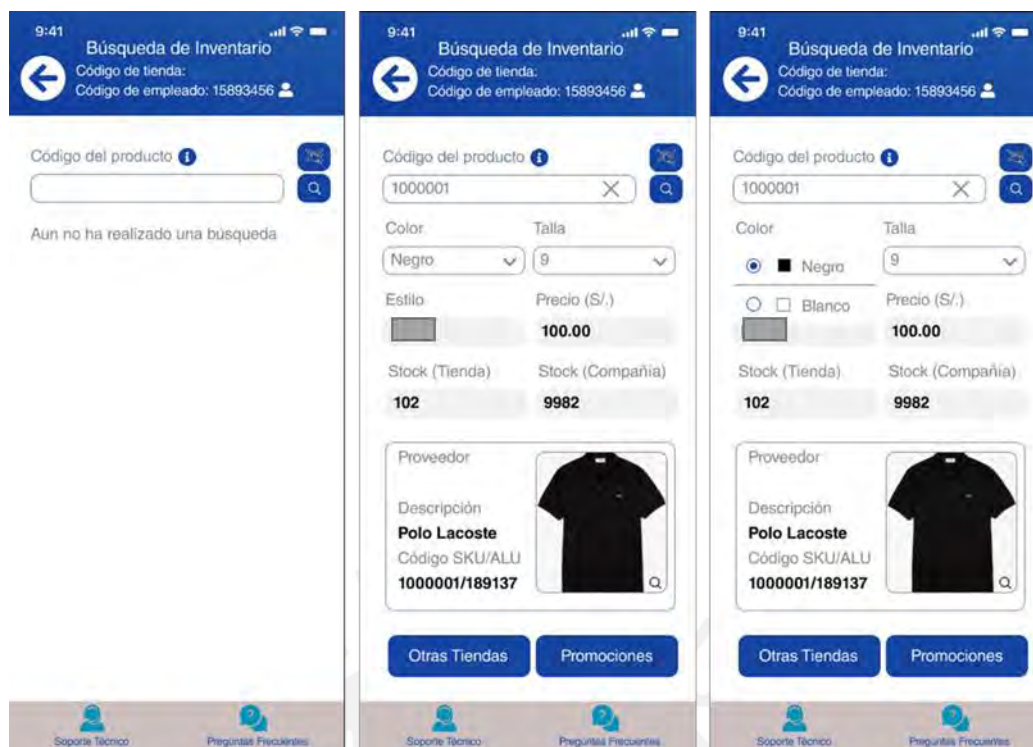 9:41
Búsqueda de Inventario
Código de tienda:
Código de empleado: 15893456
Código del producto
Aun no ha realizado una búsqueda
Soporte Técnico
Preguntas Frecuentes
9:41
Búsqueda de Inventario
Código de tienda:
Código de empleado: 15893456
Código del producto
1000001
Color Talla
Negro 9
Estilo Precio (S/.)
100.00
Stock (Tienda) Stock (Compañia)
102 9982
Proveedor
Descripción
Polo Lacoste
Código SKU/ALU
1000001/189137
Otras Tiendas Promociones
Soporte Técnico
Preguntas Frecuentes
9:41
Búsqueda de Inventario
Código de tienda:
Código de empleado: 15893456
Código del producto
1000001
Color Talla
Negro 9
Blanco Precio (S/.)
100.00
Stock (Tienda) Stock (Compañia)
102 9982
Proveedor
Descripción
Polo Lacoste
Código SKU/ALU
1000001/189137
Otras Tiendas Promociones
Soporte Técnico
Preguntas Frecuentes